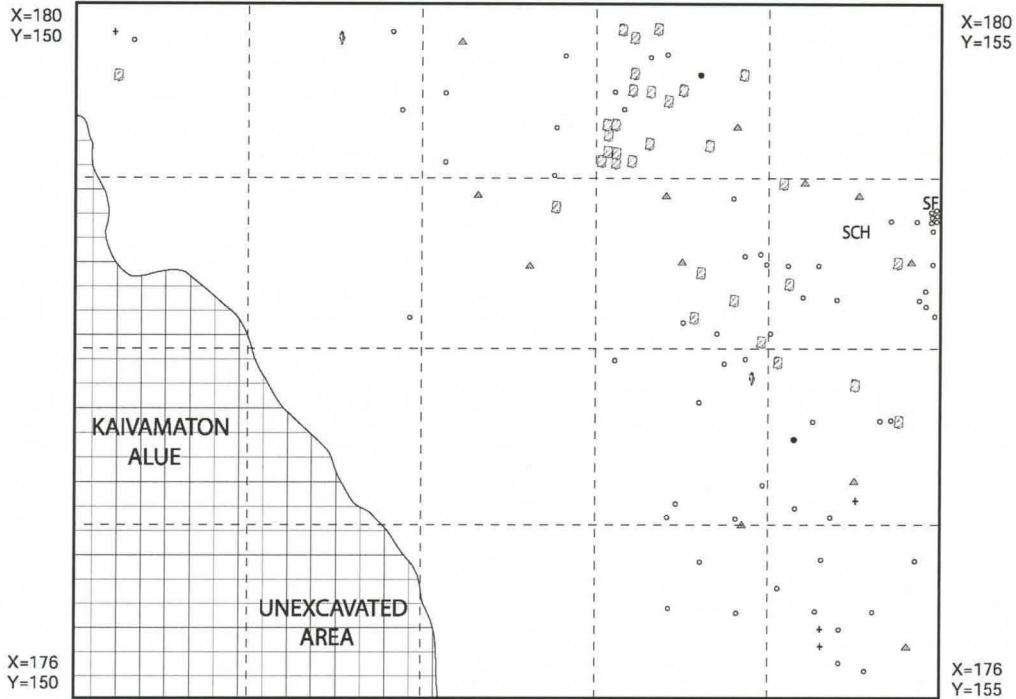 X=180
Y=150
X=180
Y=155
SF
SCH
KAIVAMATON
ALUE
UNEXCAVATED
AREA
X=176
Y=150
X=176
Y=155